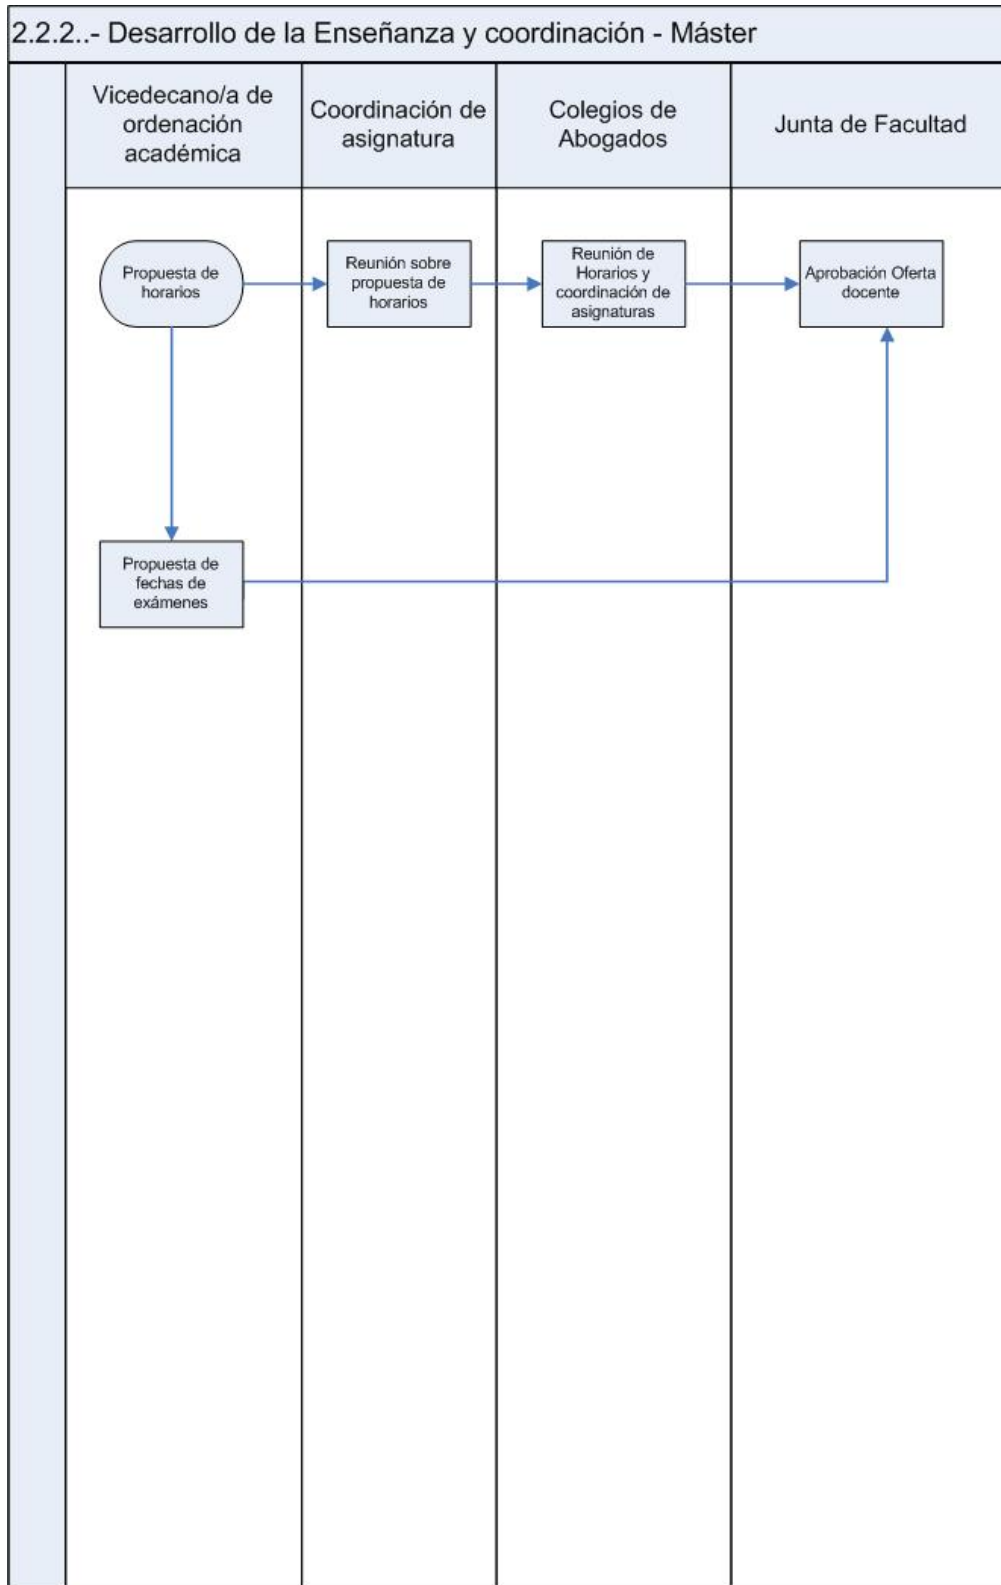 2.2.2..- Desarrollo de la Enseñanza y coordinación - Máster
Vicedecano/a de
ordenación
académica
Coordinación de
asignatura
Colegios de
Abogados
Junta de Facultad
Propuesta de
horarios
Reunión sobre
propuesta de
horarios
Reunión de
Horarios y
coordinación de
asignaturas
Aprobación Oferta
docente
Propuesta de
fechas de
exámenes